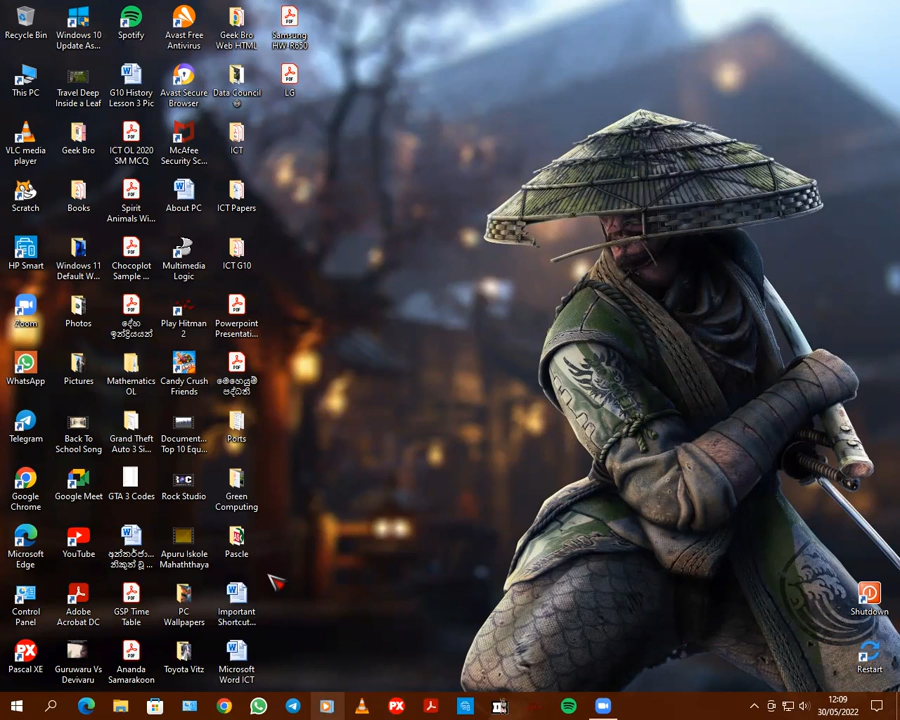 Recycle Bin
Windows 10
Update As...
Spotify
Avast Free
Antivirus
Geek Bro
Web HTML
Samsung
HW-R650
This PC
Travel Deep
Inside a Leaf
G10 History
Lesson 3 Pic
Avast Secure
Browser
Data Council
LG
VLC media
player
Geek Bro
ICT OL 2020
SM MCQ
McAfee
Security Sc...
ICT
Scratch
Books
Spirit
Animals Wi...
About PC
ICT Papers
HP Smart
Windows 11
Default W...
Chocoplot
Sample ...
Multimedia
Logic
ICT G10
Zoom
Photos
දේහ
ඉන්ද්‍රියයන්
Play Hitman
2
Powerpoint
Presentati...
WhatsApp
Pictures
Mathematics
OL
Candy Crush
Friends
මෙහෙයුම්
පද්ධති
Telegram
Back To
School Song
Grand Theft
Auto 3 Si...
Document...
Top 10 Equ...
Ports
Google
Chrome
Google Meet
GTA 3 Codes
Rock Studio
Green
Computing
Microsoft
Edge
YouTube
අන්තර්ජා...
Apuru Iskole
Mahaththaya
Pascle
Control
Panel
Adobe
Acrobat DC
GSP Time
Table
PC
Wallpapers
Important
Shortcut...
Shutdown
Pascal XE
Guruwaru Vs
Devivaru
Ananda
Samarakoon
Toyota Vitz
Microsoft
Word ICT
Restart
12:09
30/05/2022